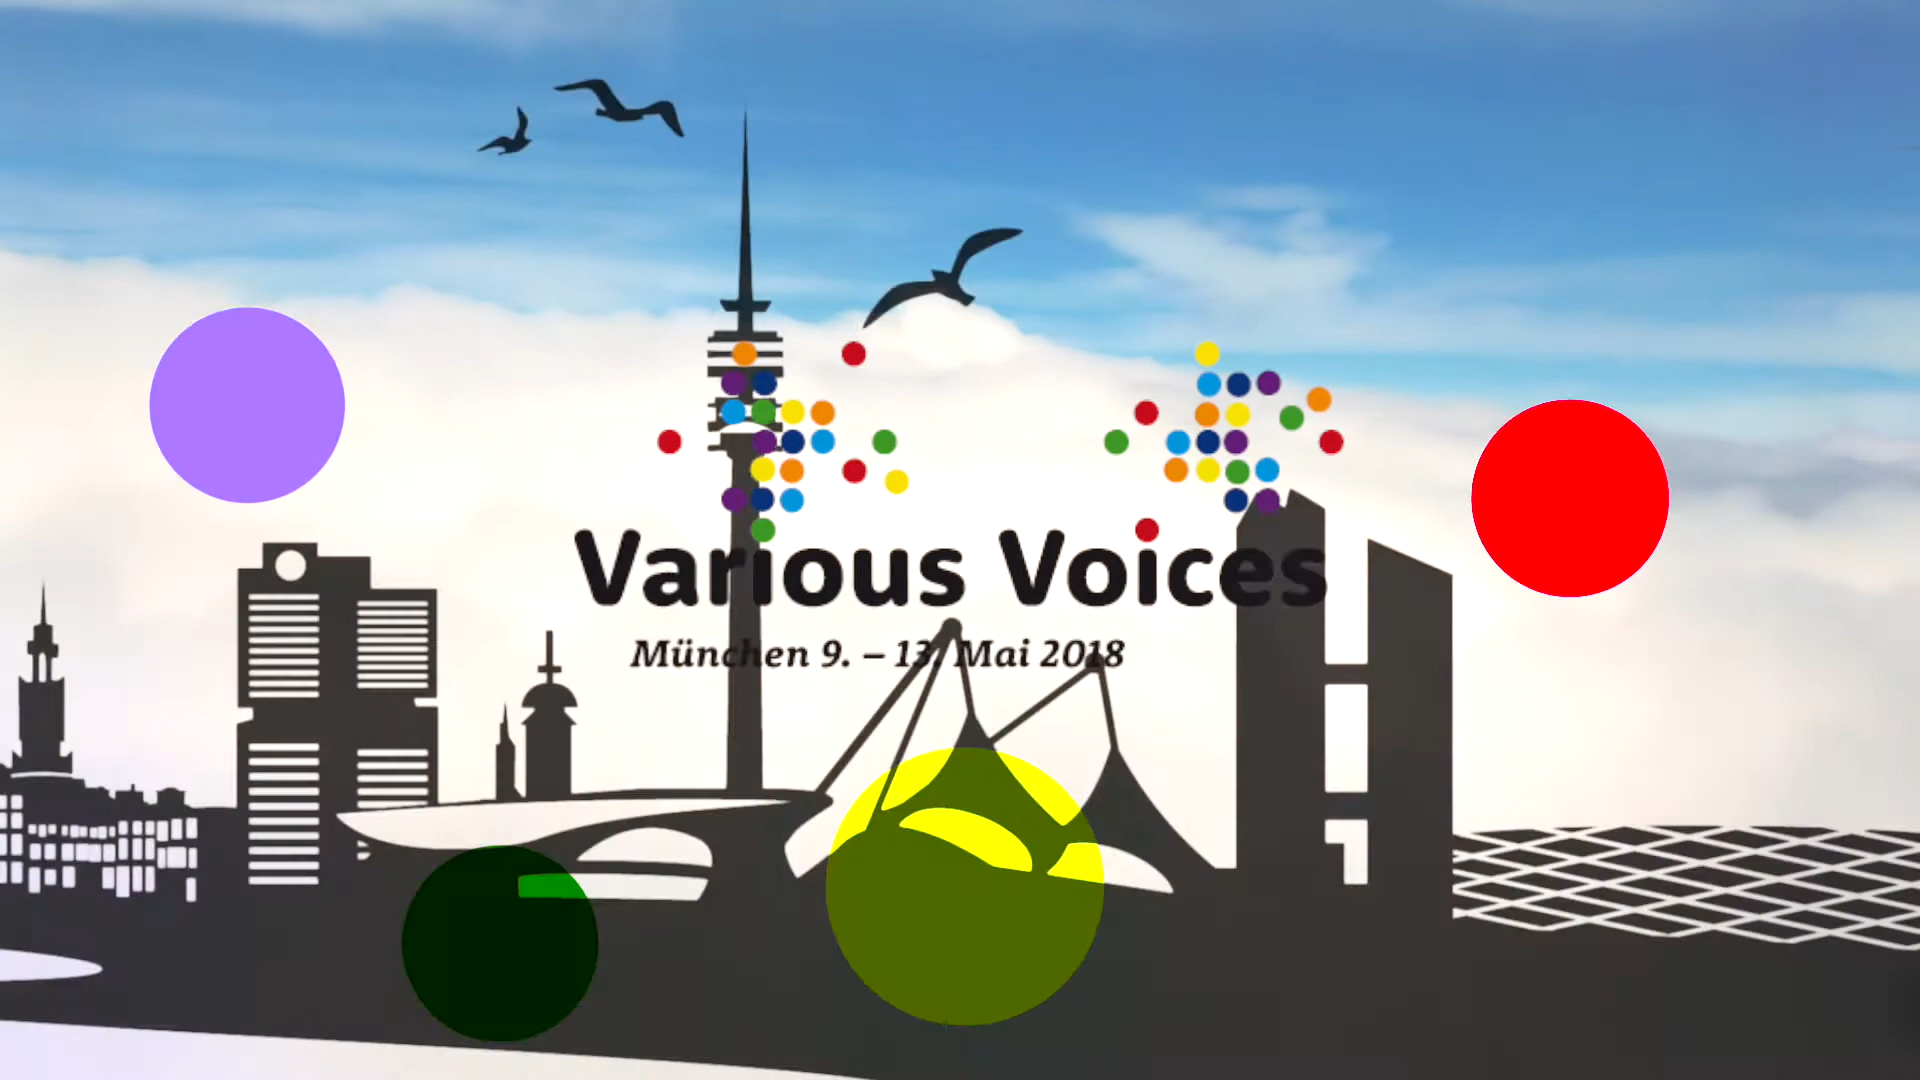 Various Voices
München 9. – 13. Mai 2018